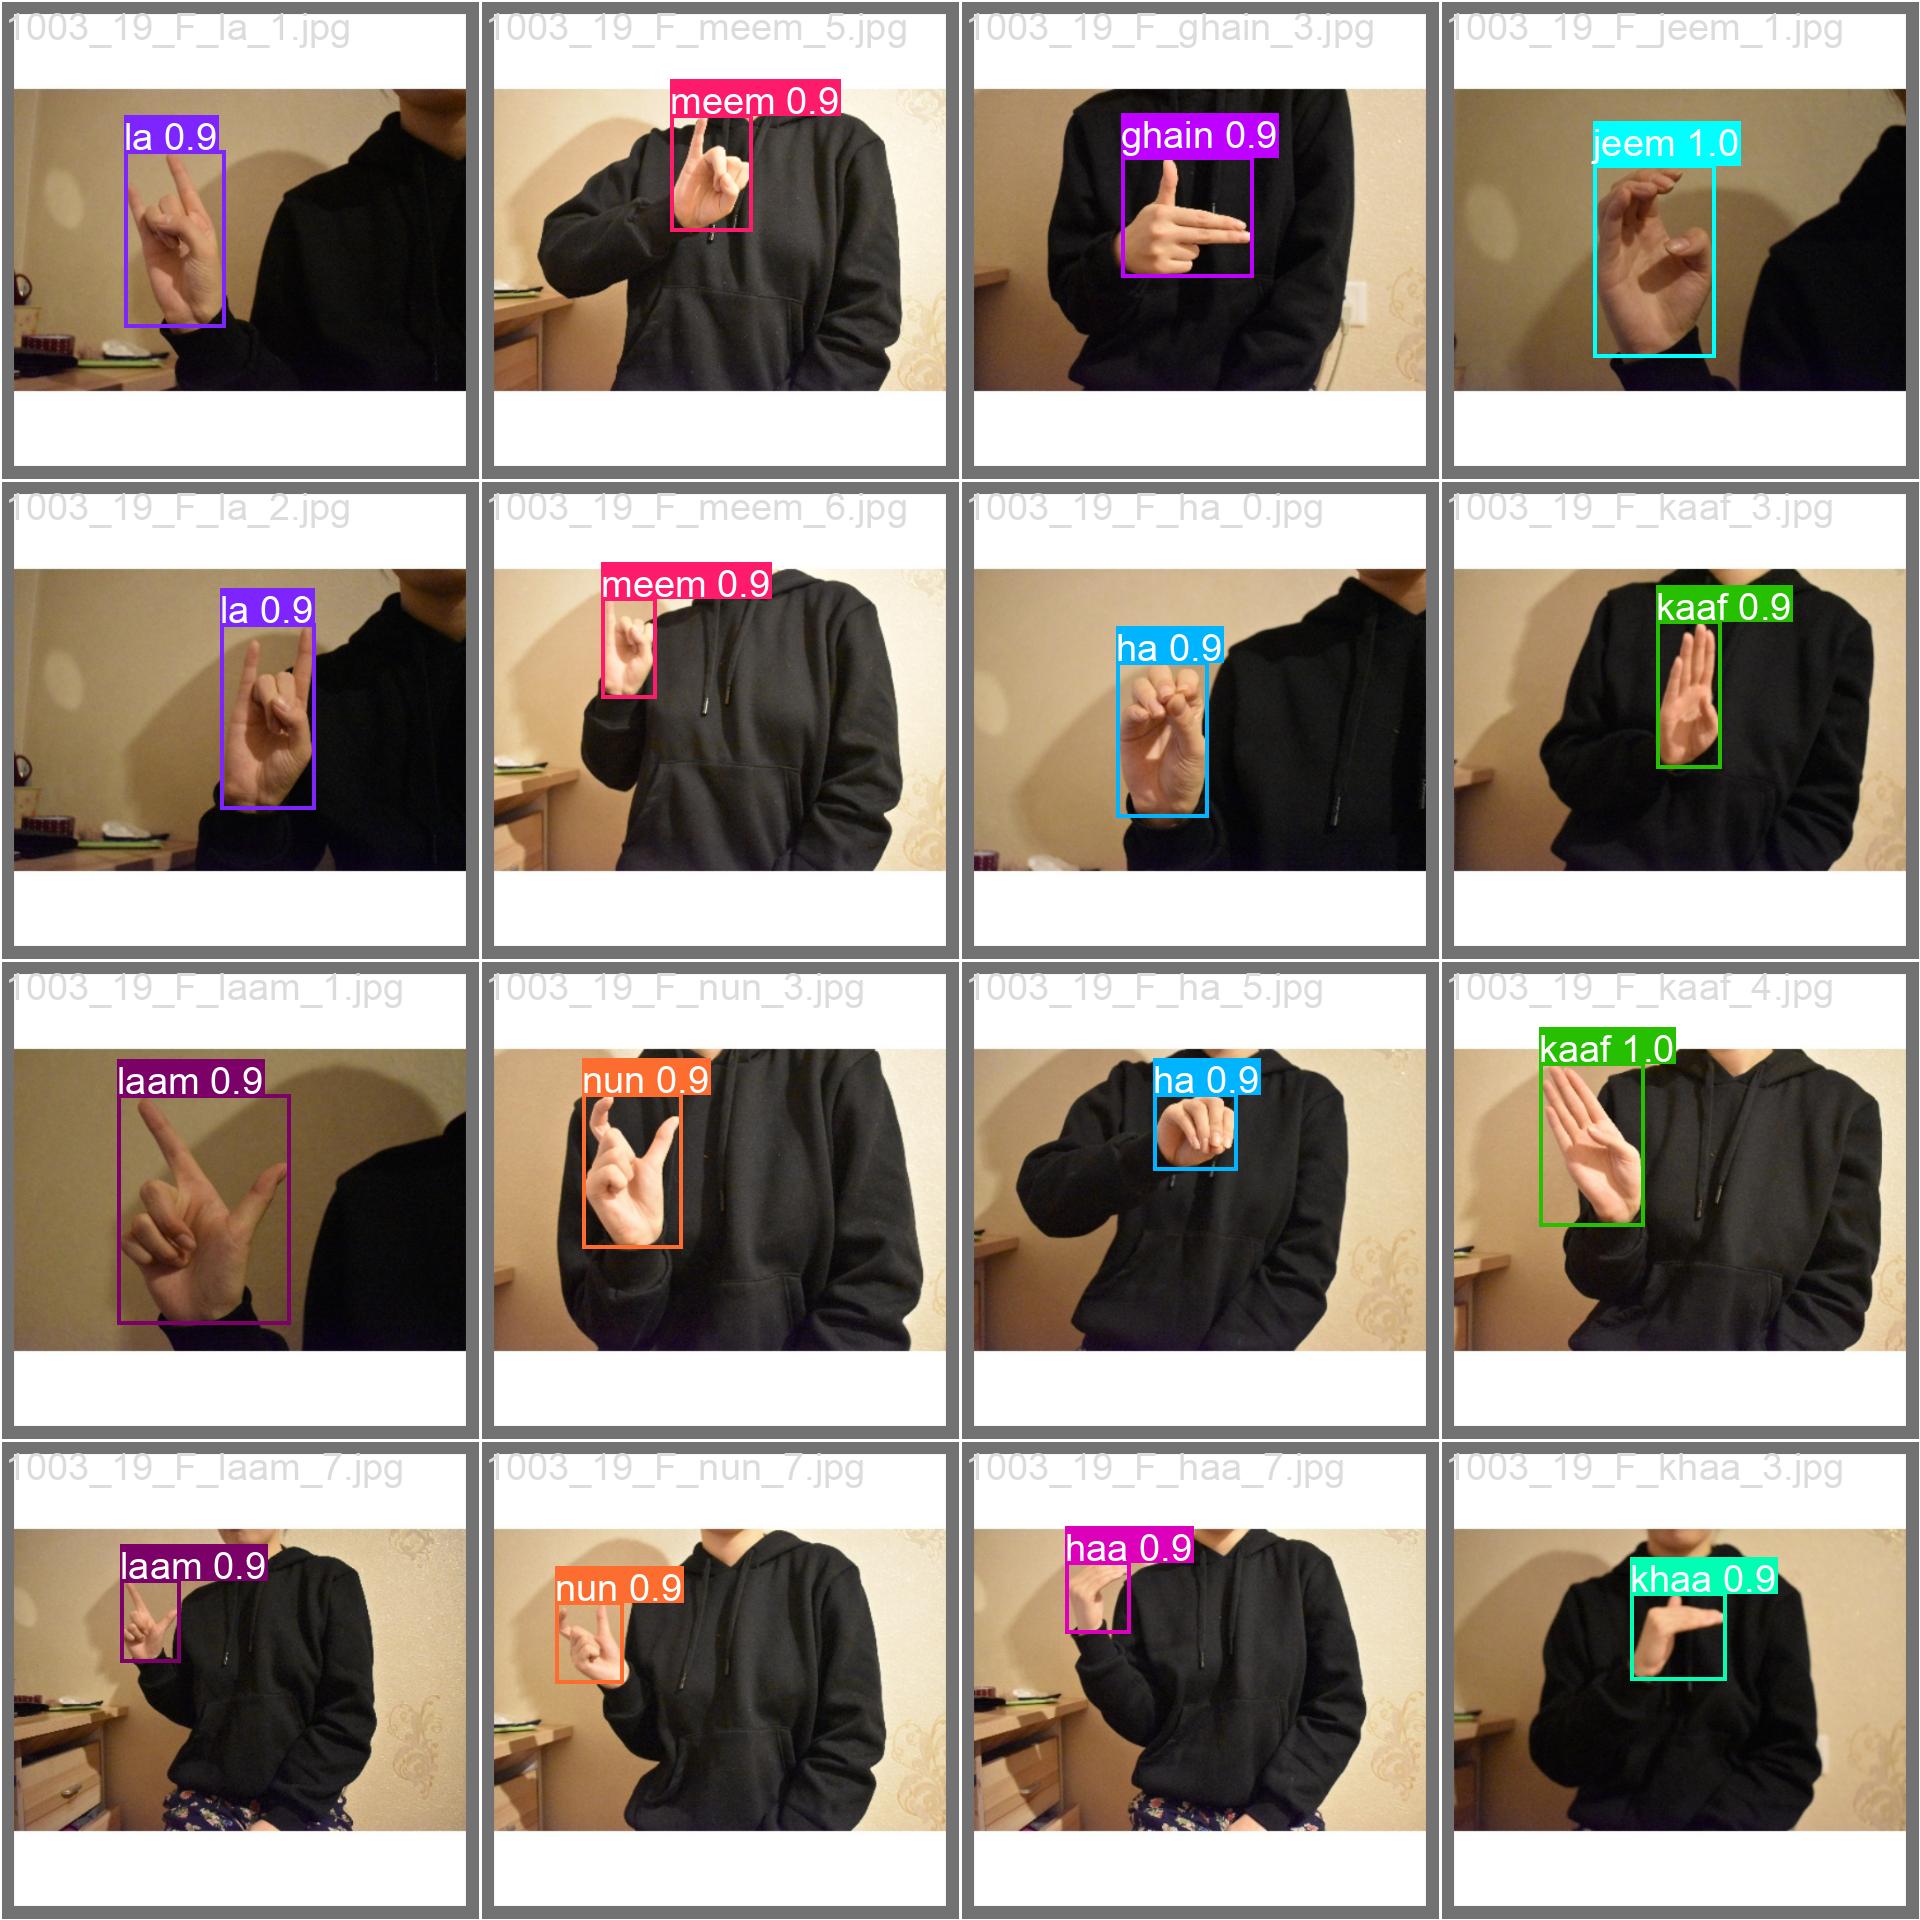 1003_19_F_la_1.jpg
la 0.9
1003_19_F_meem_5.jpg
meem 0.9
1003_19_F_ghain_3.jpg
ghain 0.9
1003_19_F_jeem_1.jpg
jeem 1.0
1003_19_F_la_2.jpg
la 0.9
1003_19_F_meem_6.jpg
meem 0.9
1003_19_F_ha_0.jpg
ha 0.9
1003_19_F_kaaf_3.jpg
kaaf 0.9
1003_19_F_laam_1.jpg
laam 0.9
1003_19_F_nun_3.jpg
nun 0.9
1003_19_F_ha_5.jpg
ha 0.9
1003_19_F_kaaf_4.jpg
kaaf 1.0
1003_19_F_laam_7.jpg
laam 0.9
1003_19_F_nun_7.jpg
nun 0.9
1003_19_F_haa_7.jpg
haa 0.9
1003_19_F_khaa_3.jpg
khaa 0.9